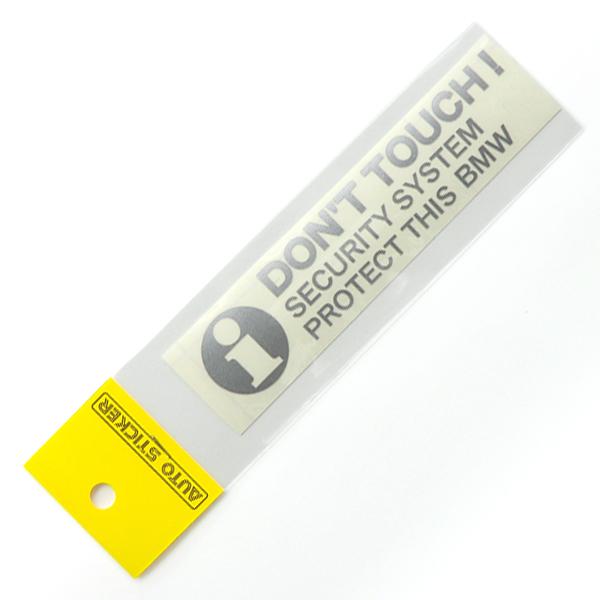 DON'T TOUCH !
SECURITY SYSTEM
PROTECT THIS BMW
i
AUTO STICKER